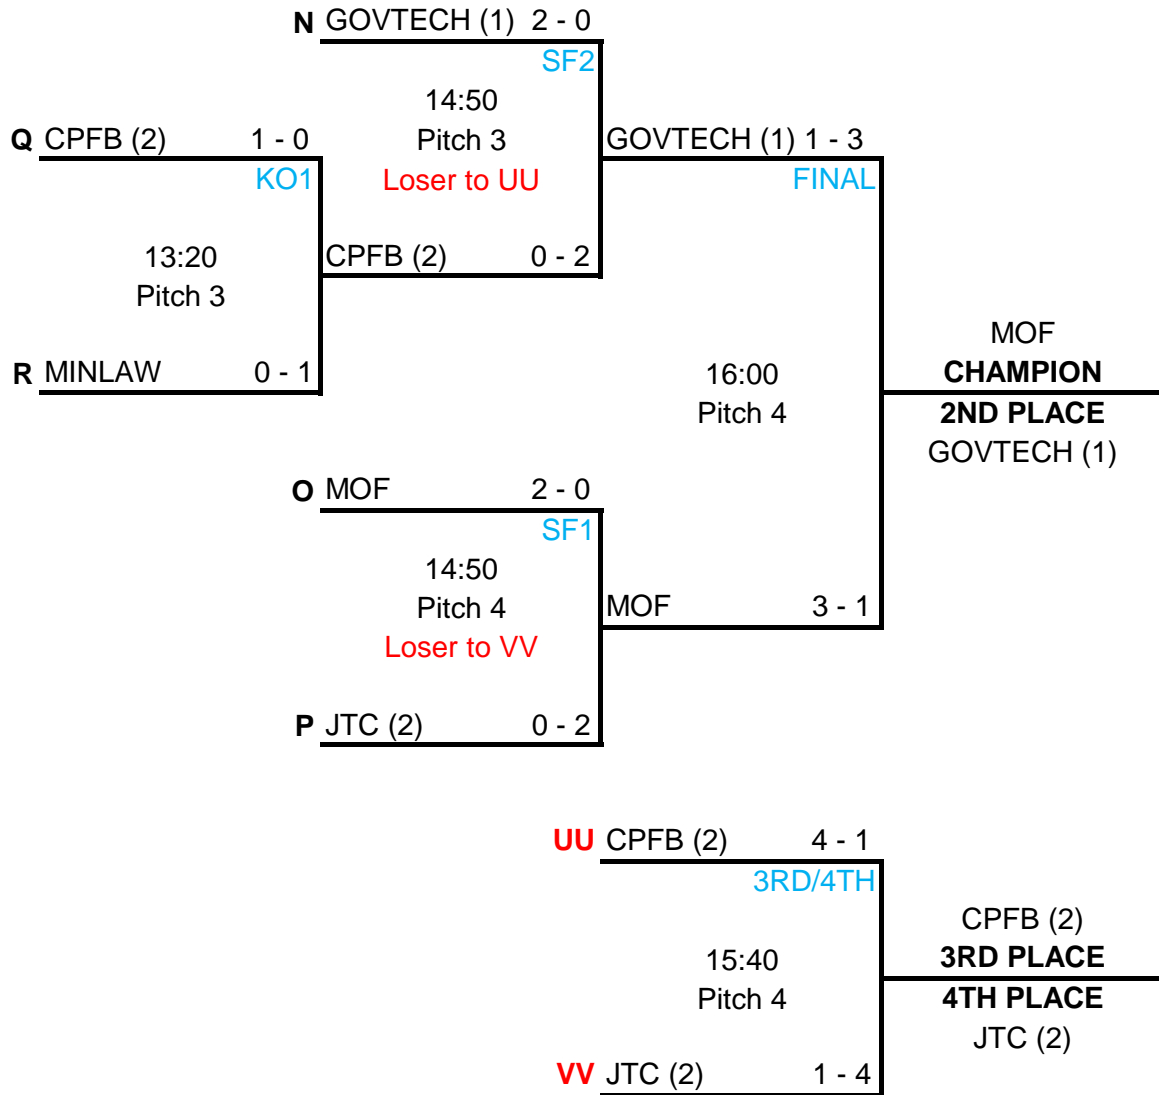 N GOVTECH (1) 2 - 0
SF2
14:50
Pitch 3
Loser to UU
Q CPFB (2) 1 - 0
KO1
GOVTECH (1) 1 - 3
FINAL
13:20
Pitch 3
CPFB (2) 0 - 2
R MINLAW 0 - 1
16:00
Pitch 4
MOF
CHAMPION
2ND PLACE
GOVTECH (1)
O MOF 2 - 0
SF1
14:50
Pitch 4
Loser to VV
MOF 3 - 1
P JTC (2) 0 - 2
UU CPFB (2) 4 - 1
3RD/4TH
15:40
Pitch 4
CPFB (2)
3RD PLACE
4TH PLACE
JTC (2)
VV JTC (2) 1 - 4